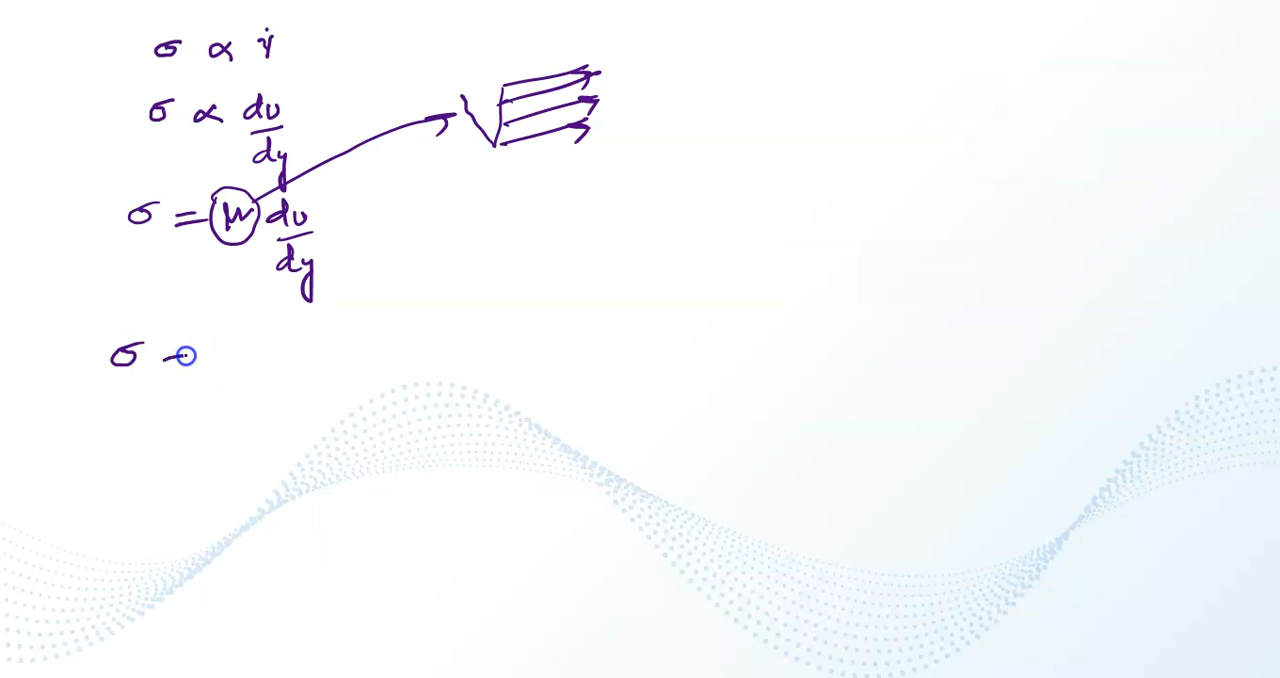 σ ∝ γ̇
σ ∝ du/dy
σ = μ du/dy
σ -